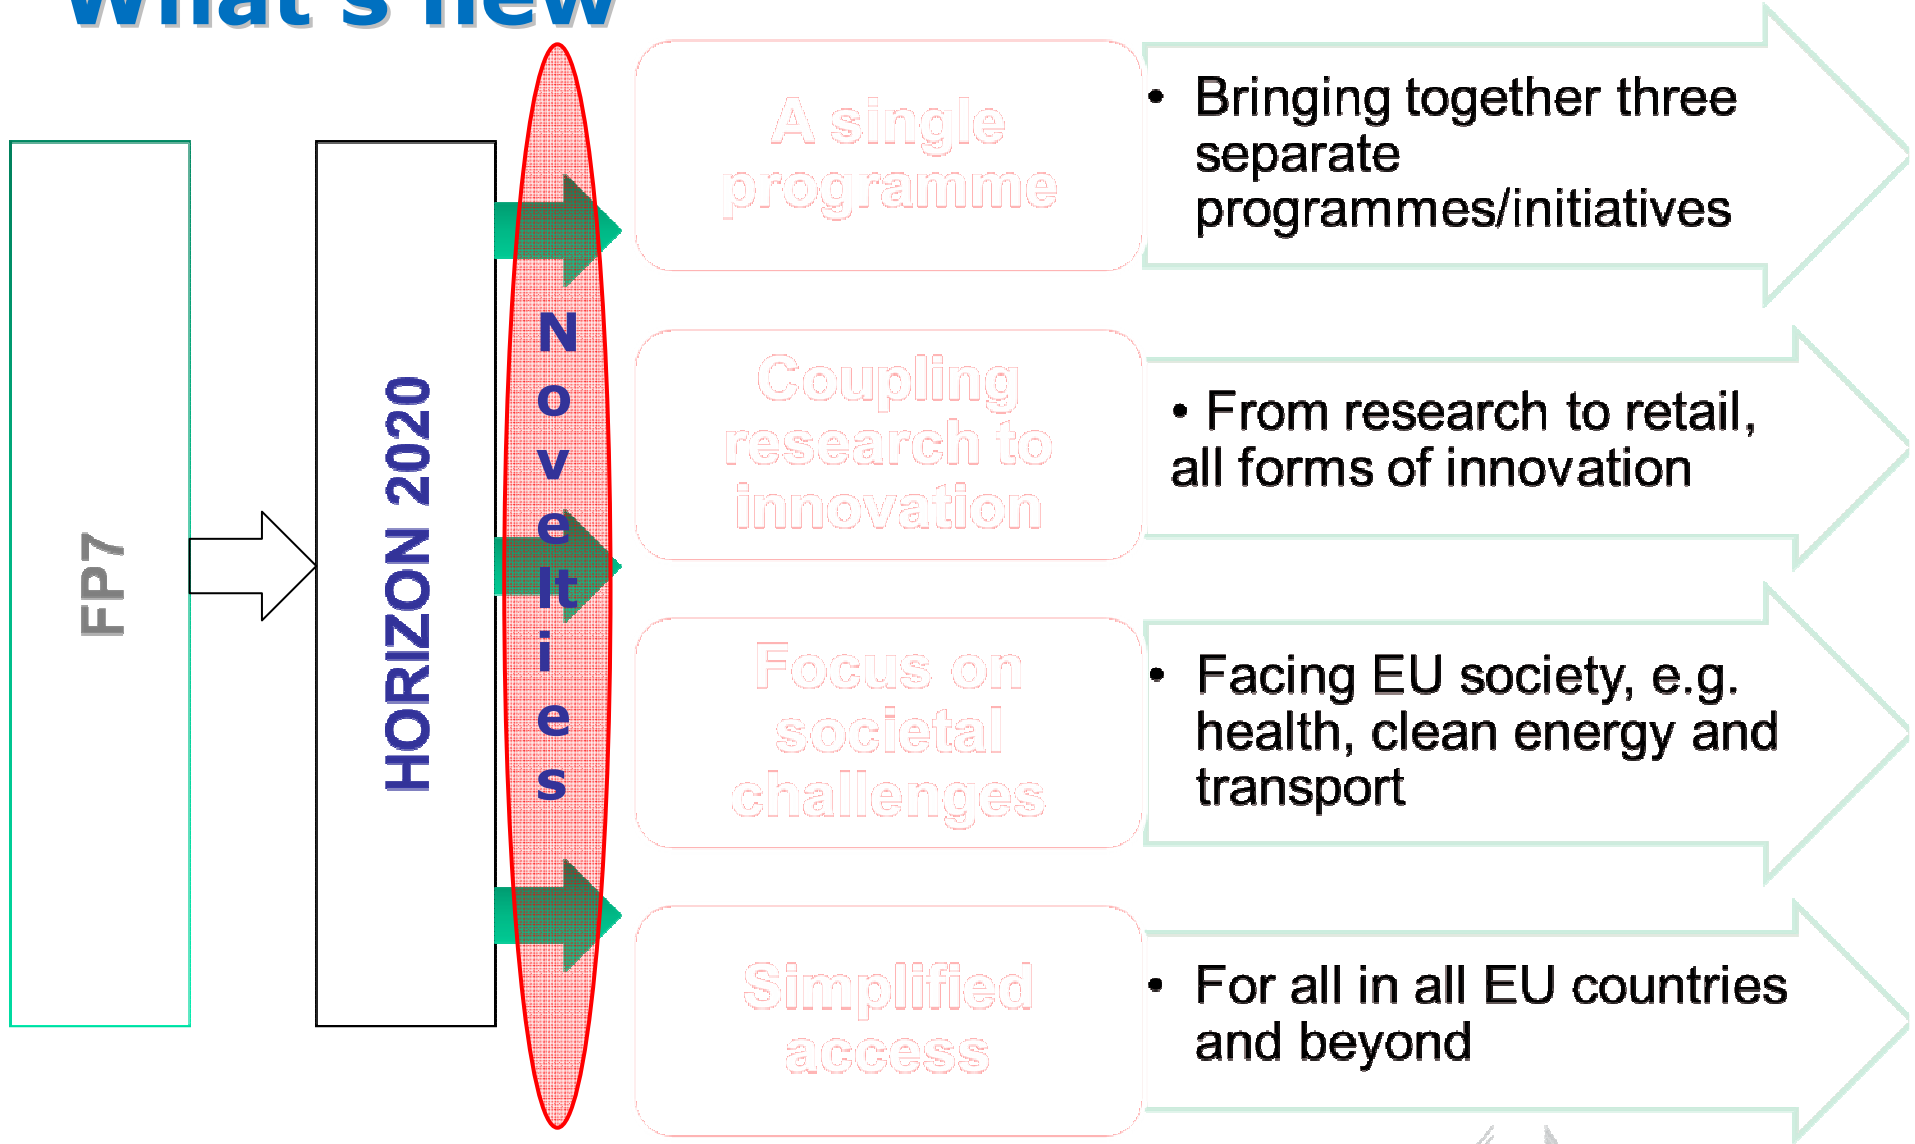 What's new
FP7
HORIZON 2020
N
o
v
e
lt
i
e
s
A single
programme
• Bringing together three
separate
programmes/initiatives
Coupling
research to
innovation
• From research to retail,
all forms of innovation
Focus on
societal
challenges
• Facing EU society, e.g.
health, clean energy and
transport
Simplified
access
• For all in all EU countries
and beyond